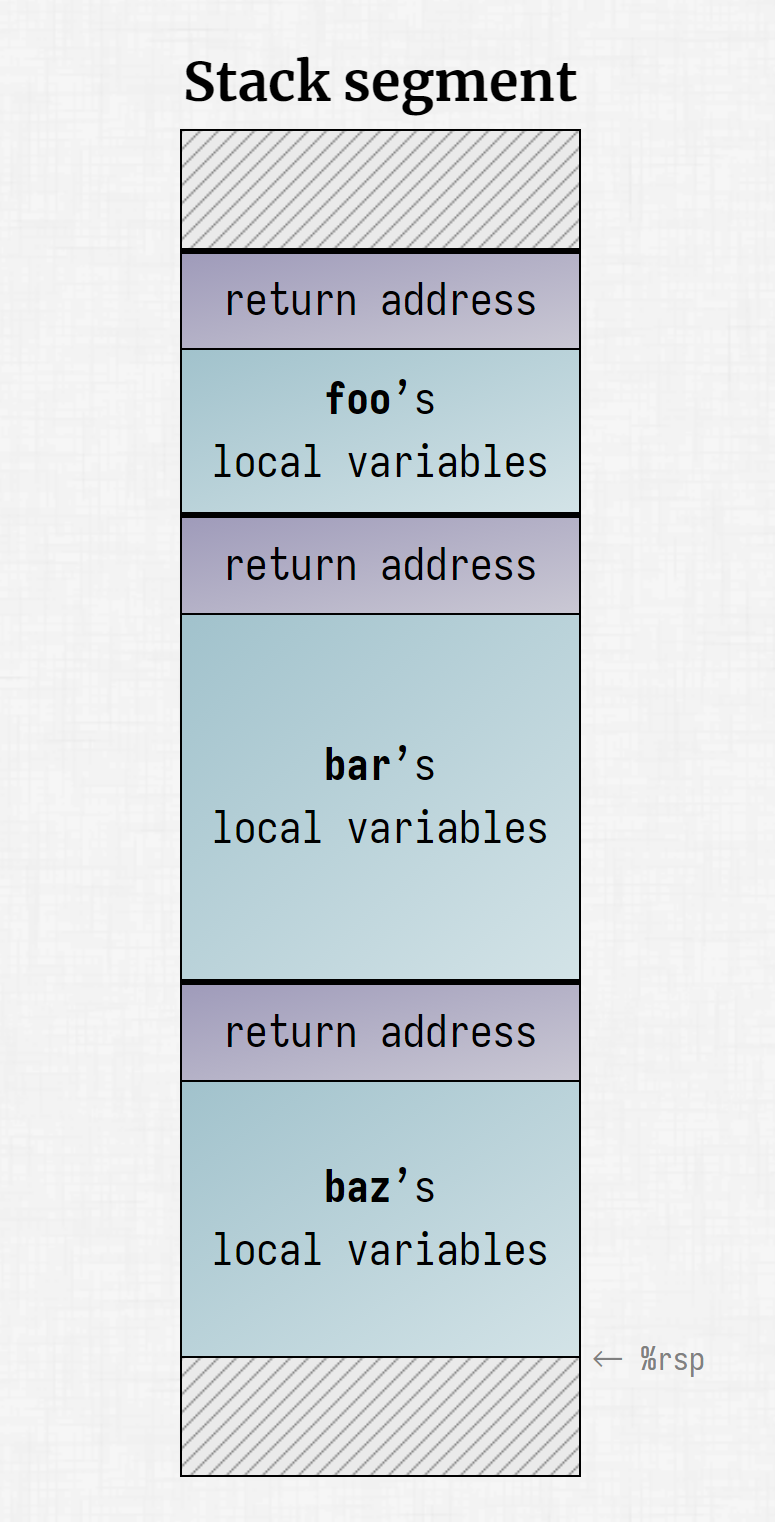 Stack segment
return address
foo’s
local variables
return address
bar’s
local variables
return address
baz’s
local variables
← %rsp